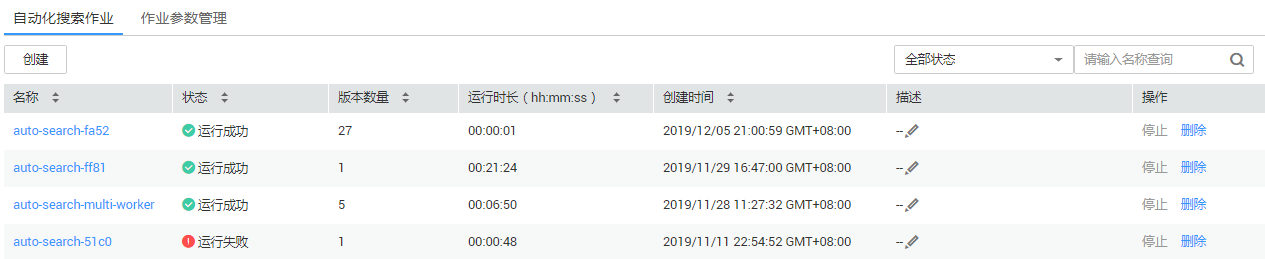 自动化搜索作业 作业参数管理
创建 全部状态 请输入名称查询
名称 状态 版本数量 运行时长（hh:mm:ss） 创建时间 描述 操作
auto-search-fa52 运行成功 27 00:00:01 2019/12/05 21:00:59 GMT+08:00 -- 停止 删除
auto-search-ff81 运行成功 1 00:21:24 2019/11/29 16:47:00 GMT+08:00 -- 停止 删除
auto-search-multi-worker 运行成功 5 00:06:50 2019/11/28 11:27:32 GMT+08:00 -- 停止 删除
auto-search-51c0 运行失败 1 00:00:48 2019/11/11 22:54:52 GMT+08:00 -- 停止 删除